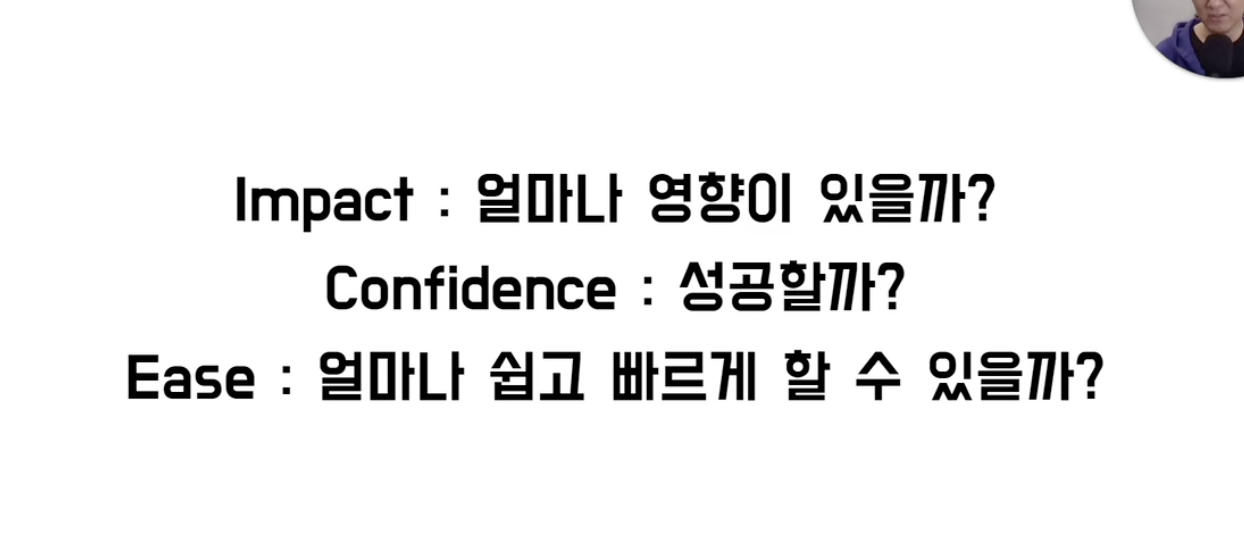 Impact : 얼마나 영향이 있을까?
Confidence : 성공할까?
Ease : 얼마나 쉽고 빠르게 할 수 있을까?